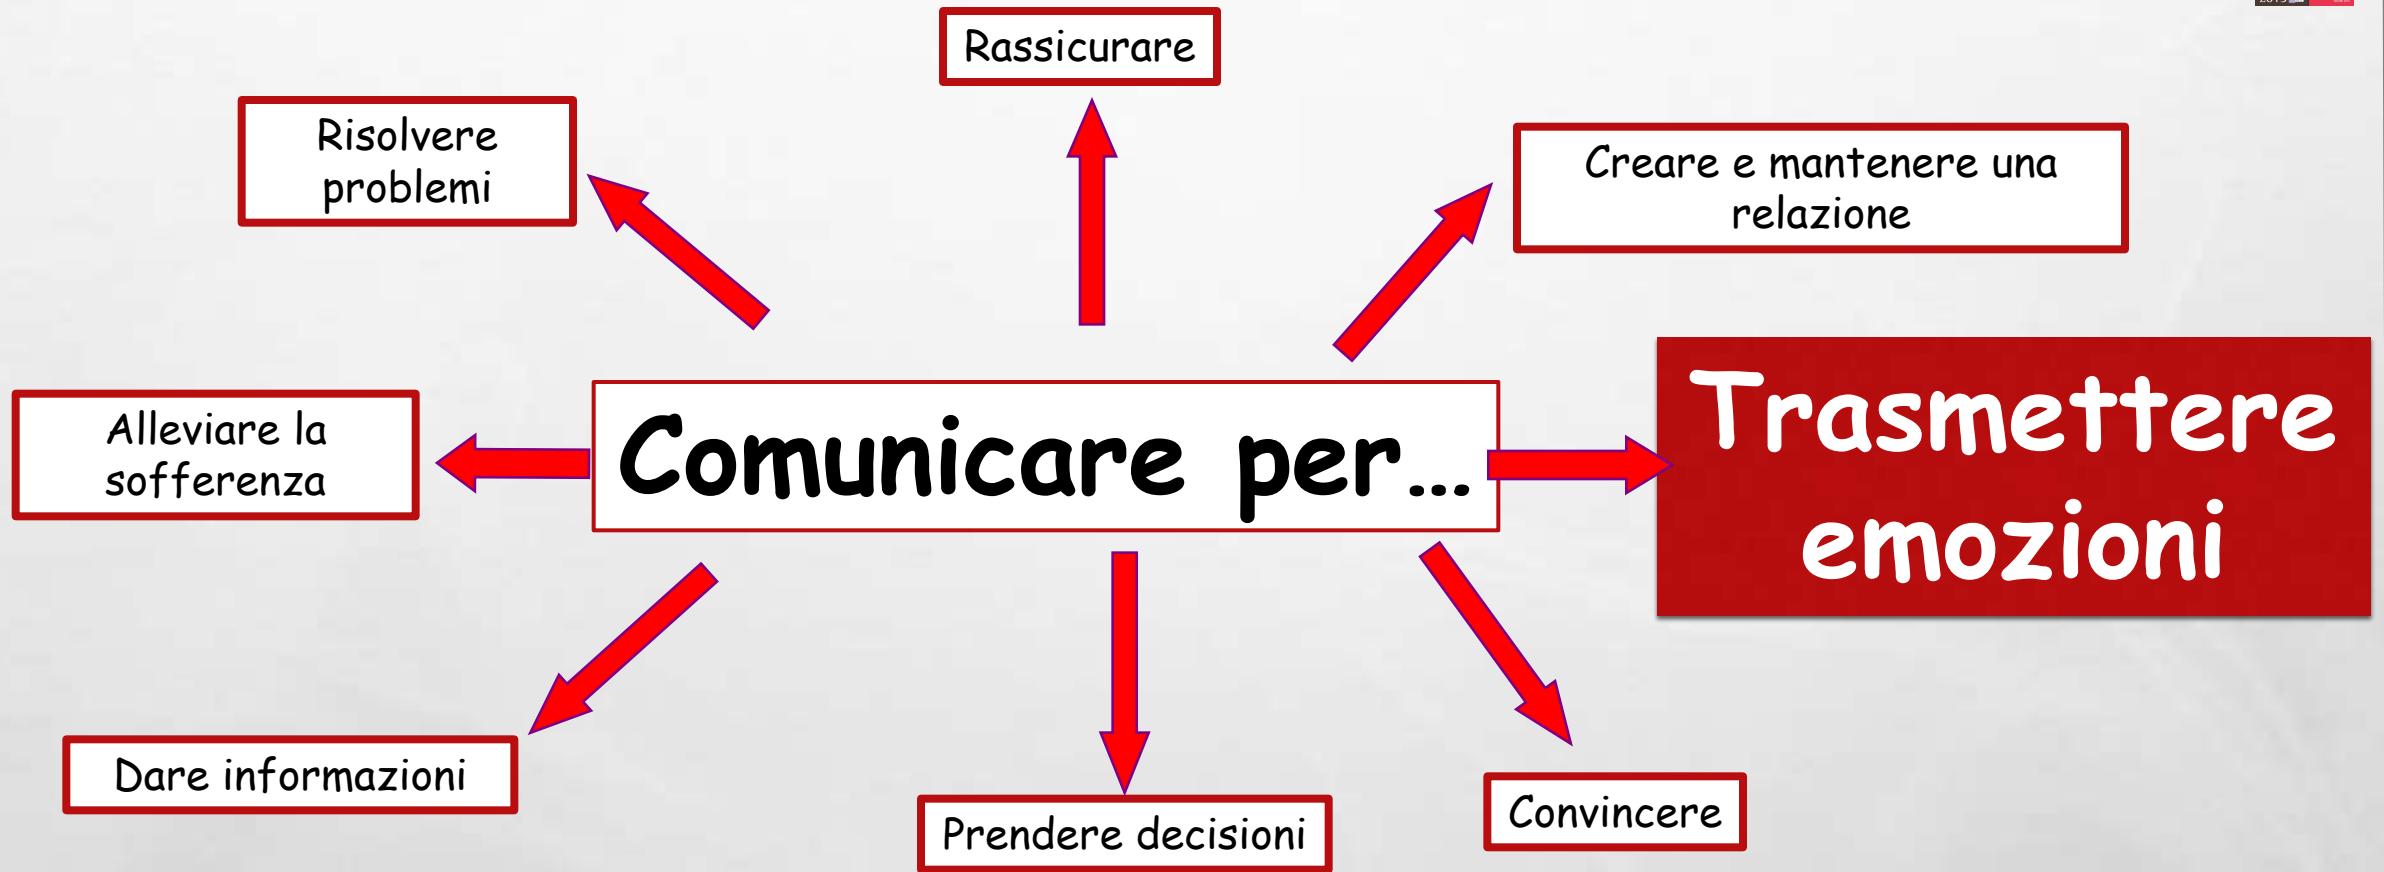 Rassicurare
Risolvere
problemi
Creare e mantenere una
relazione
Alleviare la
sofferenza
Comunicare per...
Trasmettere
emozioni
Dare informazioni
Prendere decisioni
Convincere